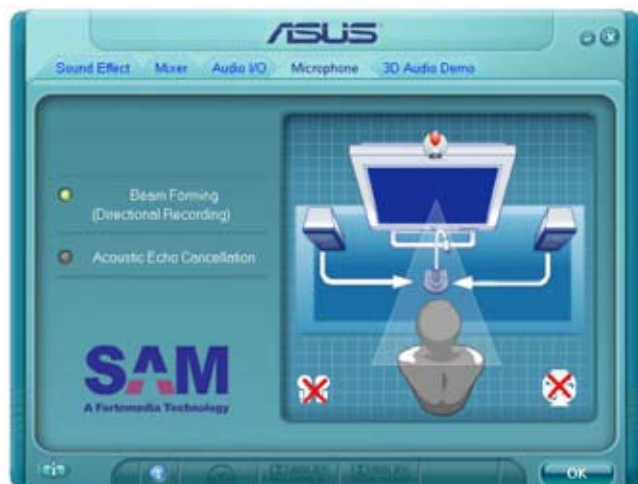 ASUS
Sound Effect Mixer Audio I/O Microphone 3D Audio Demo
Beam Forming
(Directional Recording)
Acoustic Echo Cancellation
SAM
A Fortemedia Technology
OK